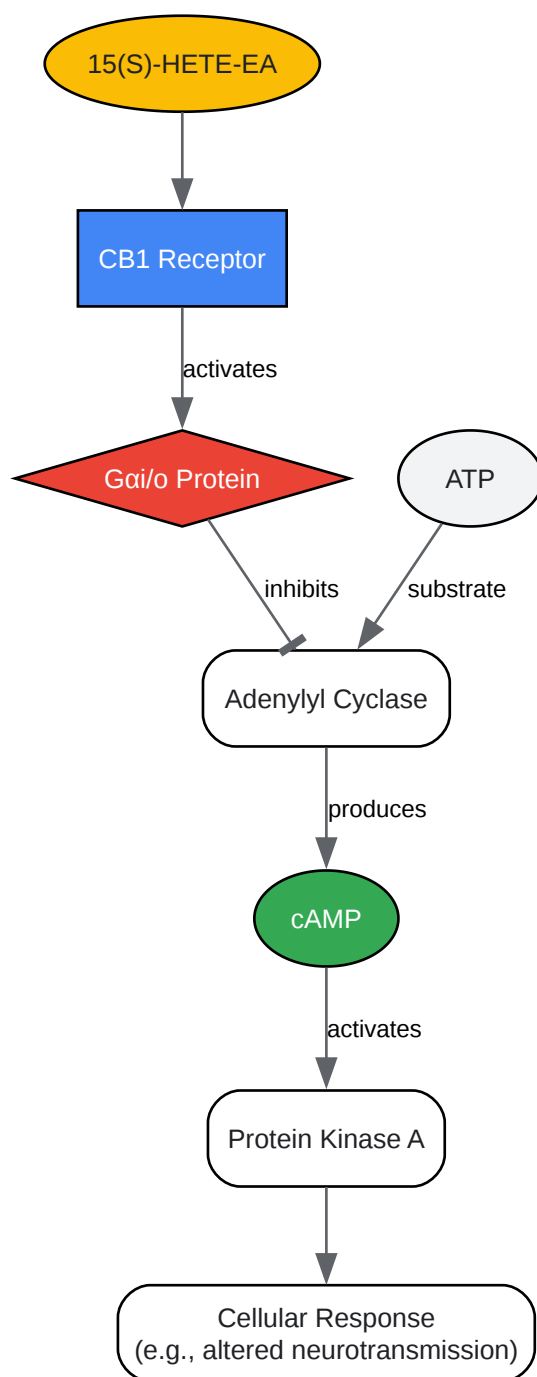 15(S)-HETE-EA
CB1 Receptor
activates
Gαi/o Protein
ATP
inhibits
substrate
Adenylyl Cyclase
produces
cAMP
activates
Protein Kinase A
Cellular Response
(e.g., altered neurotransmission)